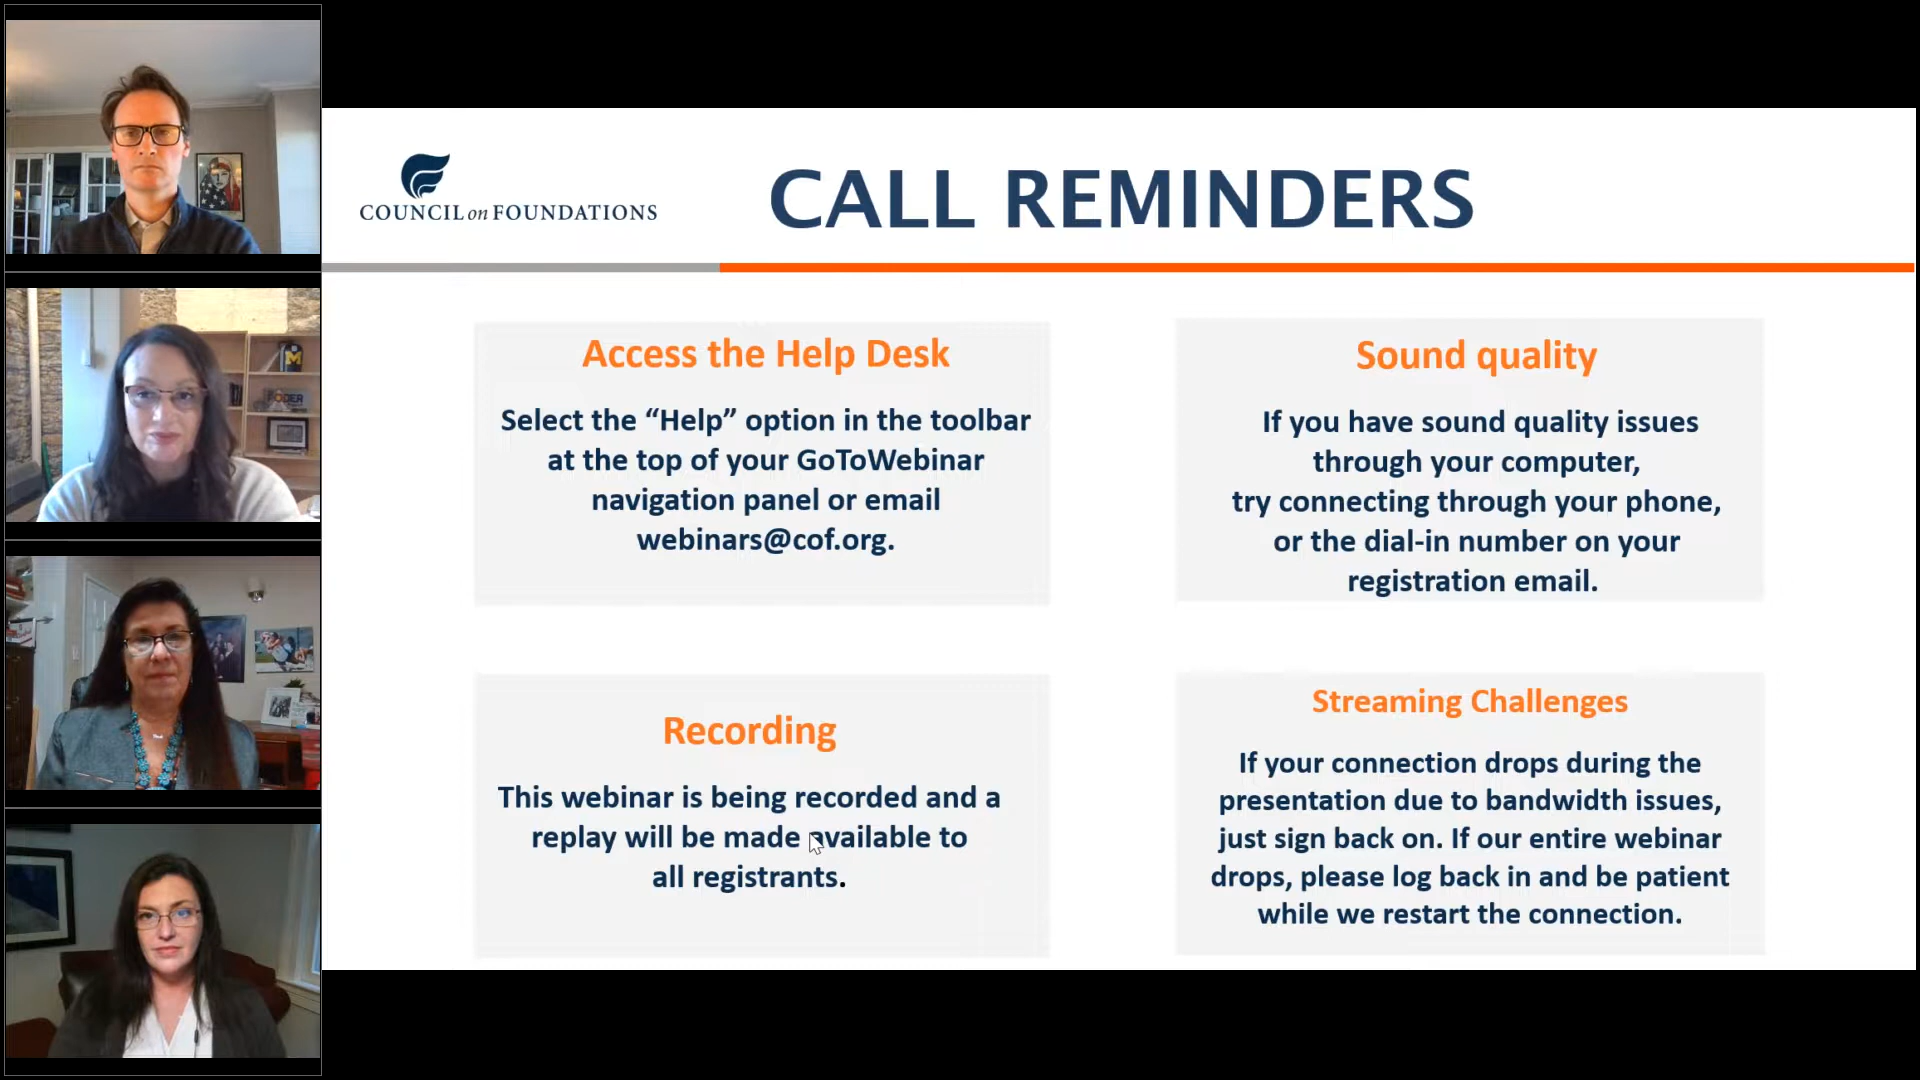 COUNCIL on FOUNDATIONS
CALL REMINDERS
Access the Help Desk
Select the “Help” option in the toolbar
at the top of your GoToWebinar
navigation panel or email
webinars@cof.org.
Sound quality
If you have sound quality issues
through your computer,
try connecting through your phone,
or the dial-in number on your
registration email.
Recording
This webinar is being recorded and a
replay will be made available to
all registrants.
Streaming Challenges
If your connection drops during the
presentation due to bandwidth issues,
just sign back on. If our entire webinar
drops, please log back in and be patient
while we restart the connection.